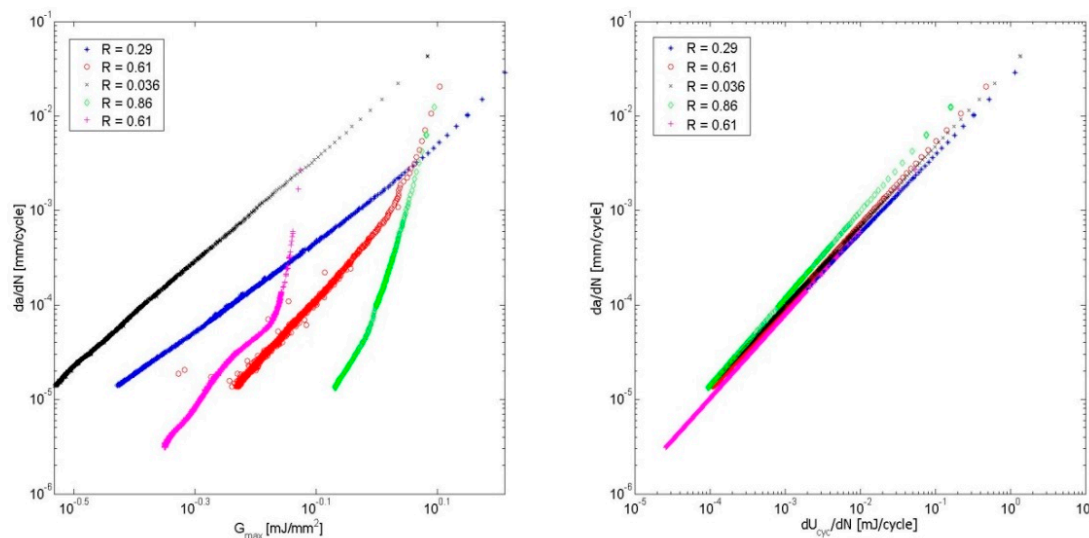 10⁻¹
10⁻²
10⁻³
10⁻⁴
10⁻⁵
10⁻⁶
da/dN [mm/cycle]
R = 0.29
R = 0.61
R = 0.036
R = 0.86
R = 0.61
10⁻⁰·⁵
10⁻⁰·³
10⁻⁰·¹
10⁰·¹
G_max [mJ/mm²]
10⁻¹
10⁻²
10⁻³
10⁻⁴
10⁻⁵
10⁻⁶
da/dN [mm/cycle]
R = 0.29
R = 0.61
R = 0.036
R = 0.86
R = 0.61
10⁻⁵
10⁻⁴
10⁻³
10⁻²
10⁻¹
10⁰
10¹
dU_cyc/dN [mJ/cycle]